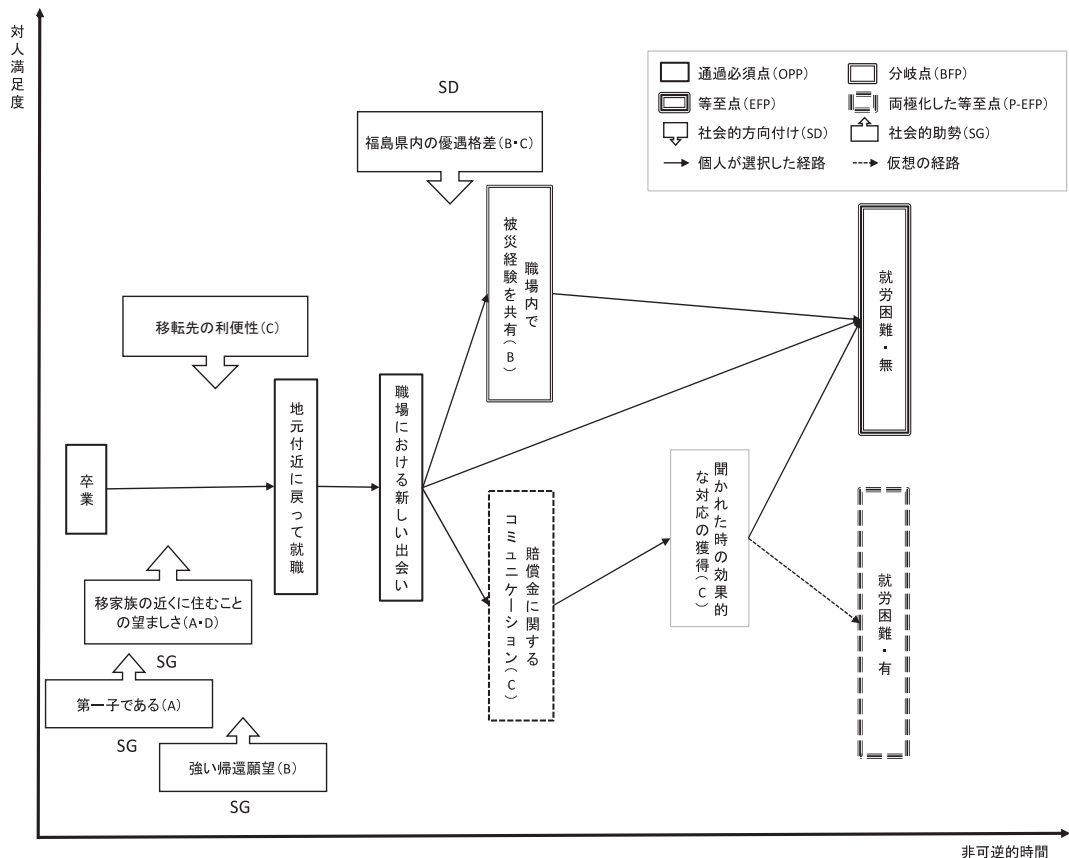 対人満足度
SD
福島県内の優遇格差(B・C)
通過必須点(OPP)
分岐点(BFP)
等至点(EFP)
両極化した等至点(P-EFP)
社会的方向付け(SD)
社会的助勢(SG)
個人が選択した経路
仮想の経路
移転先の利便性(C)
卒業
地元付近に戻って就職
職場における新しい出会い
職場内で
被災経験を共有(B)
賠償金に関する
コミュニケーション(C)
聞かれた時の効果的
な対応の獲得(C)
就労困難・無
就労困難・有
移家族の近くに住むこと
の望ましさ(A・D)
SG
第一子である(A)
SG
強い帰還願望(B)
SG
非可逆的時間